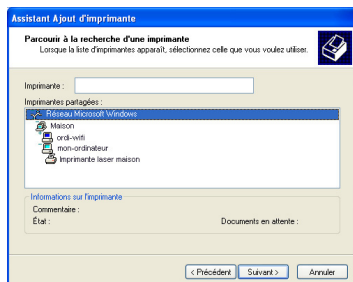 Assistant Ajout d'imprimante
Parcourir à la recherche d'une imprimante
Lorsque la liste d'imprimantes apparaît, sélectionnez celle que vous voulez utiliser.
Imprimante :
Imprimantes partagées :
Réseau Microsoft Windows
Maison
ordi-wifi
mon-ordinateur
Imprimante laser maison
Informations sur l'imprimante
Commentaire :
État :
Documents en attente :
< Précédent
Suivant >
Annuler